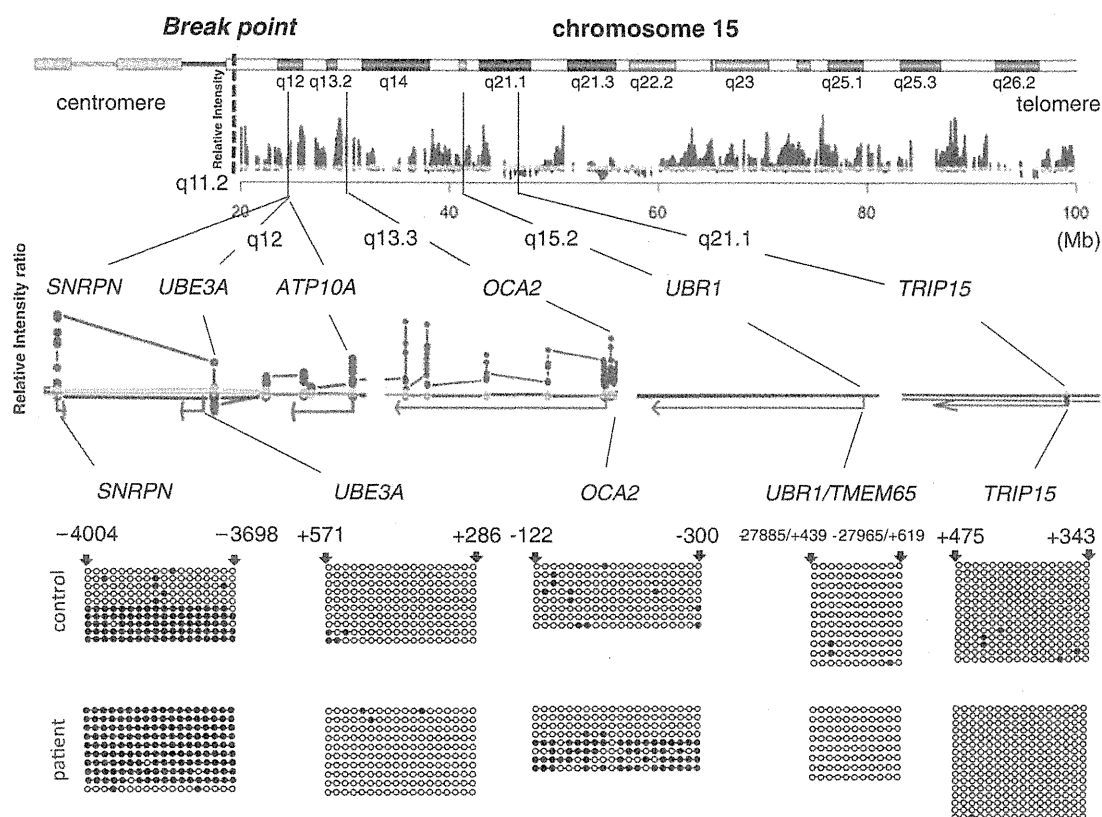 Break point chromosome 15
q12 q13.2 q14 q21.1 q21.3 q22.2 q23 q25.1 q25.3 q26.2
centromere telomere
Relative Intensity
q11.2
20 40 60 80 100
q12 q13.3 q15.2 q21.1 (Mb)
Relative Intensity ratio
SNRPN UBE3A ATP10A OCA2 UBR1 TRIP15
SNRPN UBE3A OCA2 UBR1/TMEM65 TRIP15
−4004 −3698 +571 +286 -122 -300 -27885/+439 -27965/+619 +475 +343
control
patient